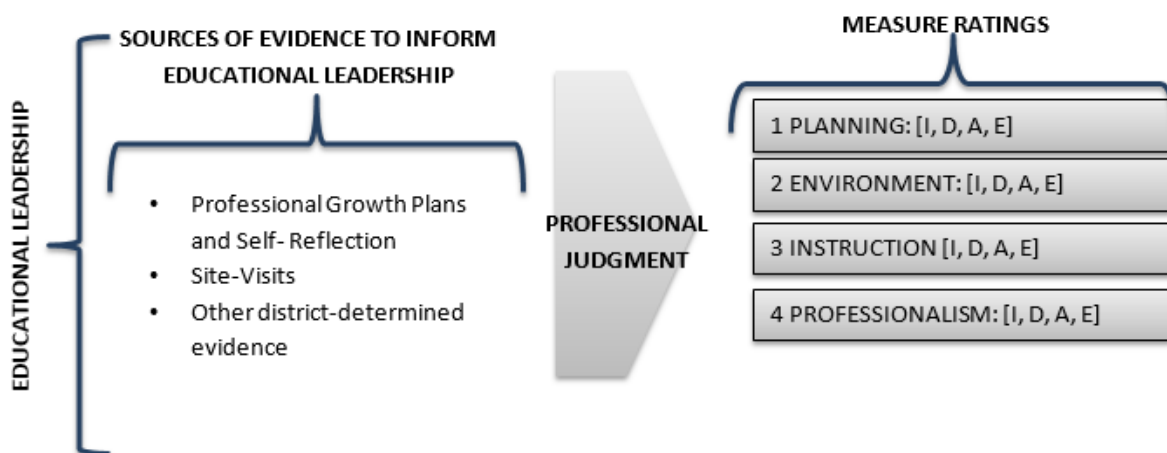 EDUCATIONAL LEADERSHIP
SOURCES OF EVIDENCE TO INFORM
EDUCATIONAL LEADERSHIP
• Professional Growth Plans
and Self- Reflection
• Site-Visits
• Other district-determined
evidence
PROFESSIONAL
JUDGMENT
MEASURE RATINGS
1 PLANNING: [I, D, A, E]
2 ENVIRONMENT: [I, D, A, E]
3 INSTRUCTION [I, D, A, E]
4 PROFESSIONALISM: [I, D, A, E]